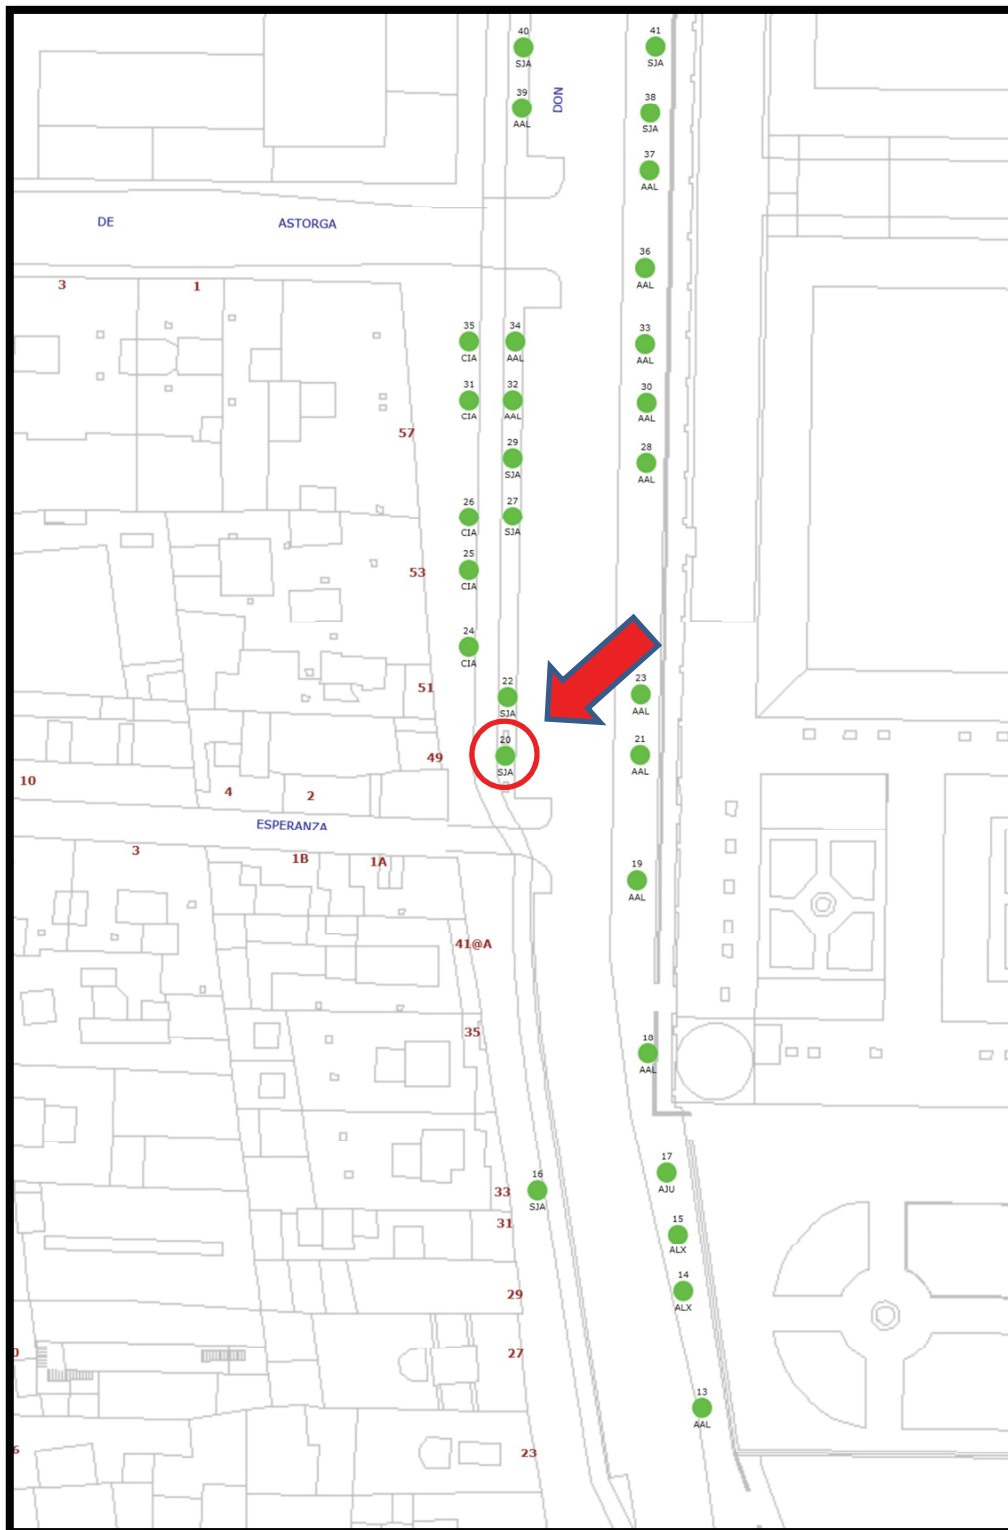 40
SJA
41
SJA
39
AAL
DON
38
SJA
37
AAL
DE ASTORGA
36
AAL
3
1
35
CIA
34
AAL
33
AAL
31
CIA
32
AAL
30
AAL
57
29
SJA
28
AAL
26
CIA
27
SJA
25
CIA
53
24
CIA
51
22
SJA
23
AAL
49
20
SJA
21
AAL
10
4
2
ESPERANZA
3
1B
1A
19
AAL
41@A
35
18
AAL
17
AJU
16
SJA
33
31
15
ALX
14
ALX
29
27
13
AAL
23